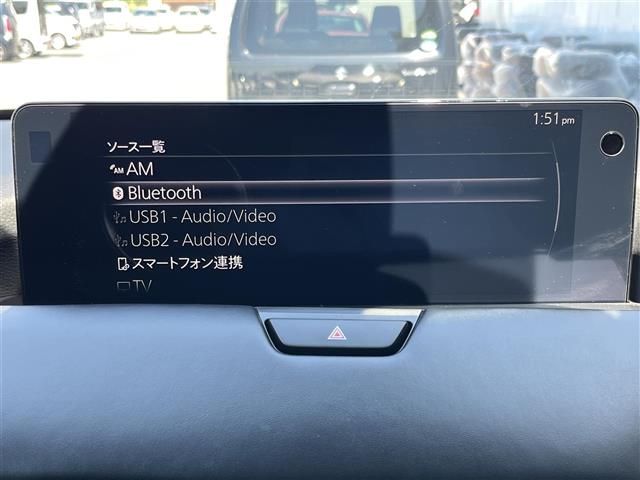 1:51 pm
ソース一覧
AM AM
Bluetooth
USB1 - Audio/Video
USB2 - Audio/Video
スマートフォン連携
TV